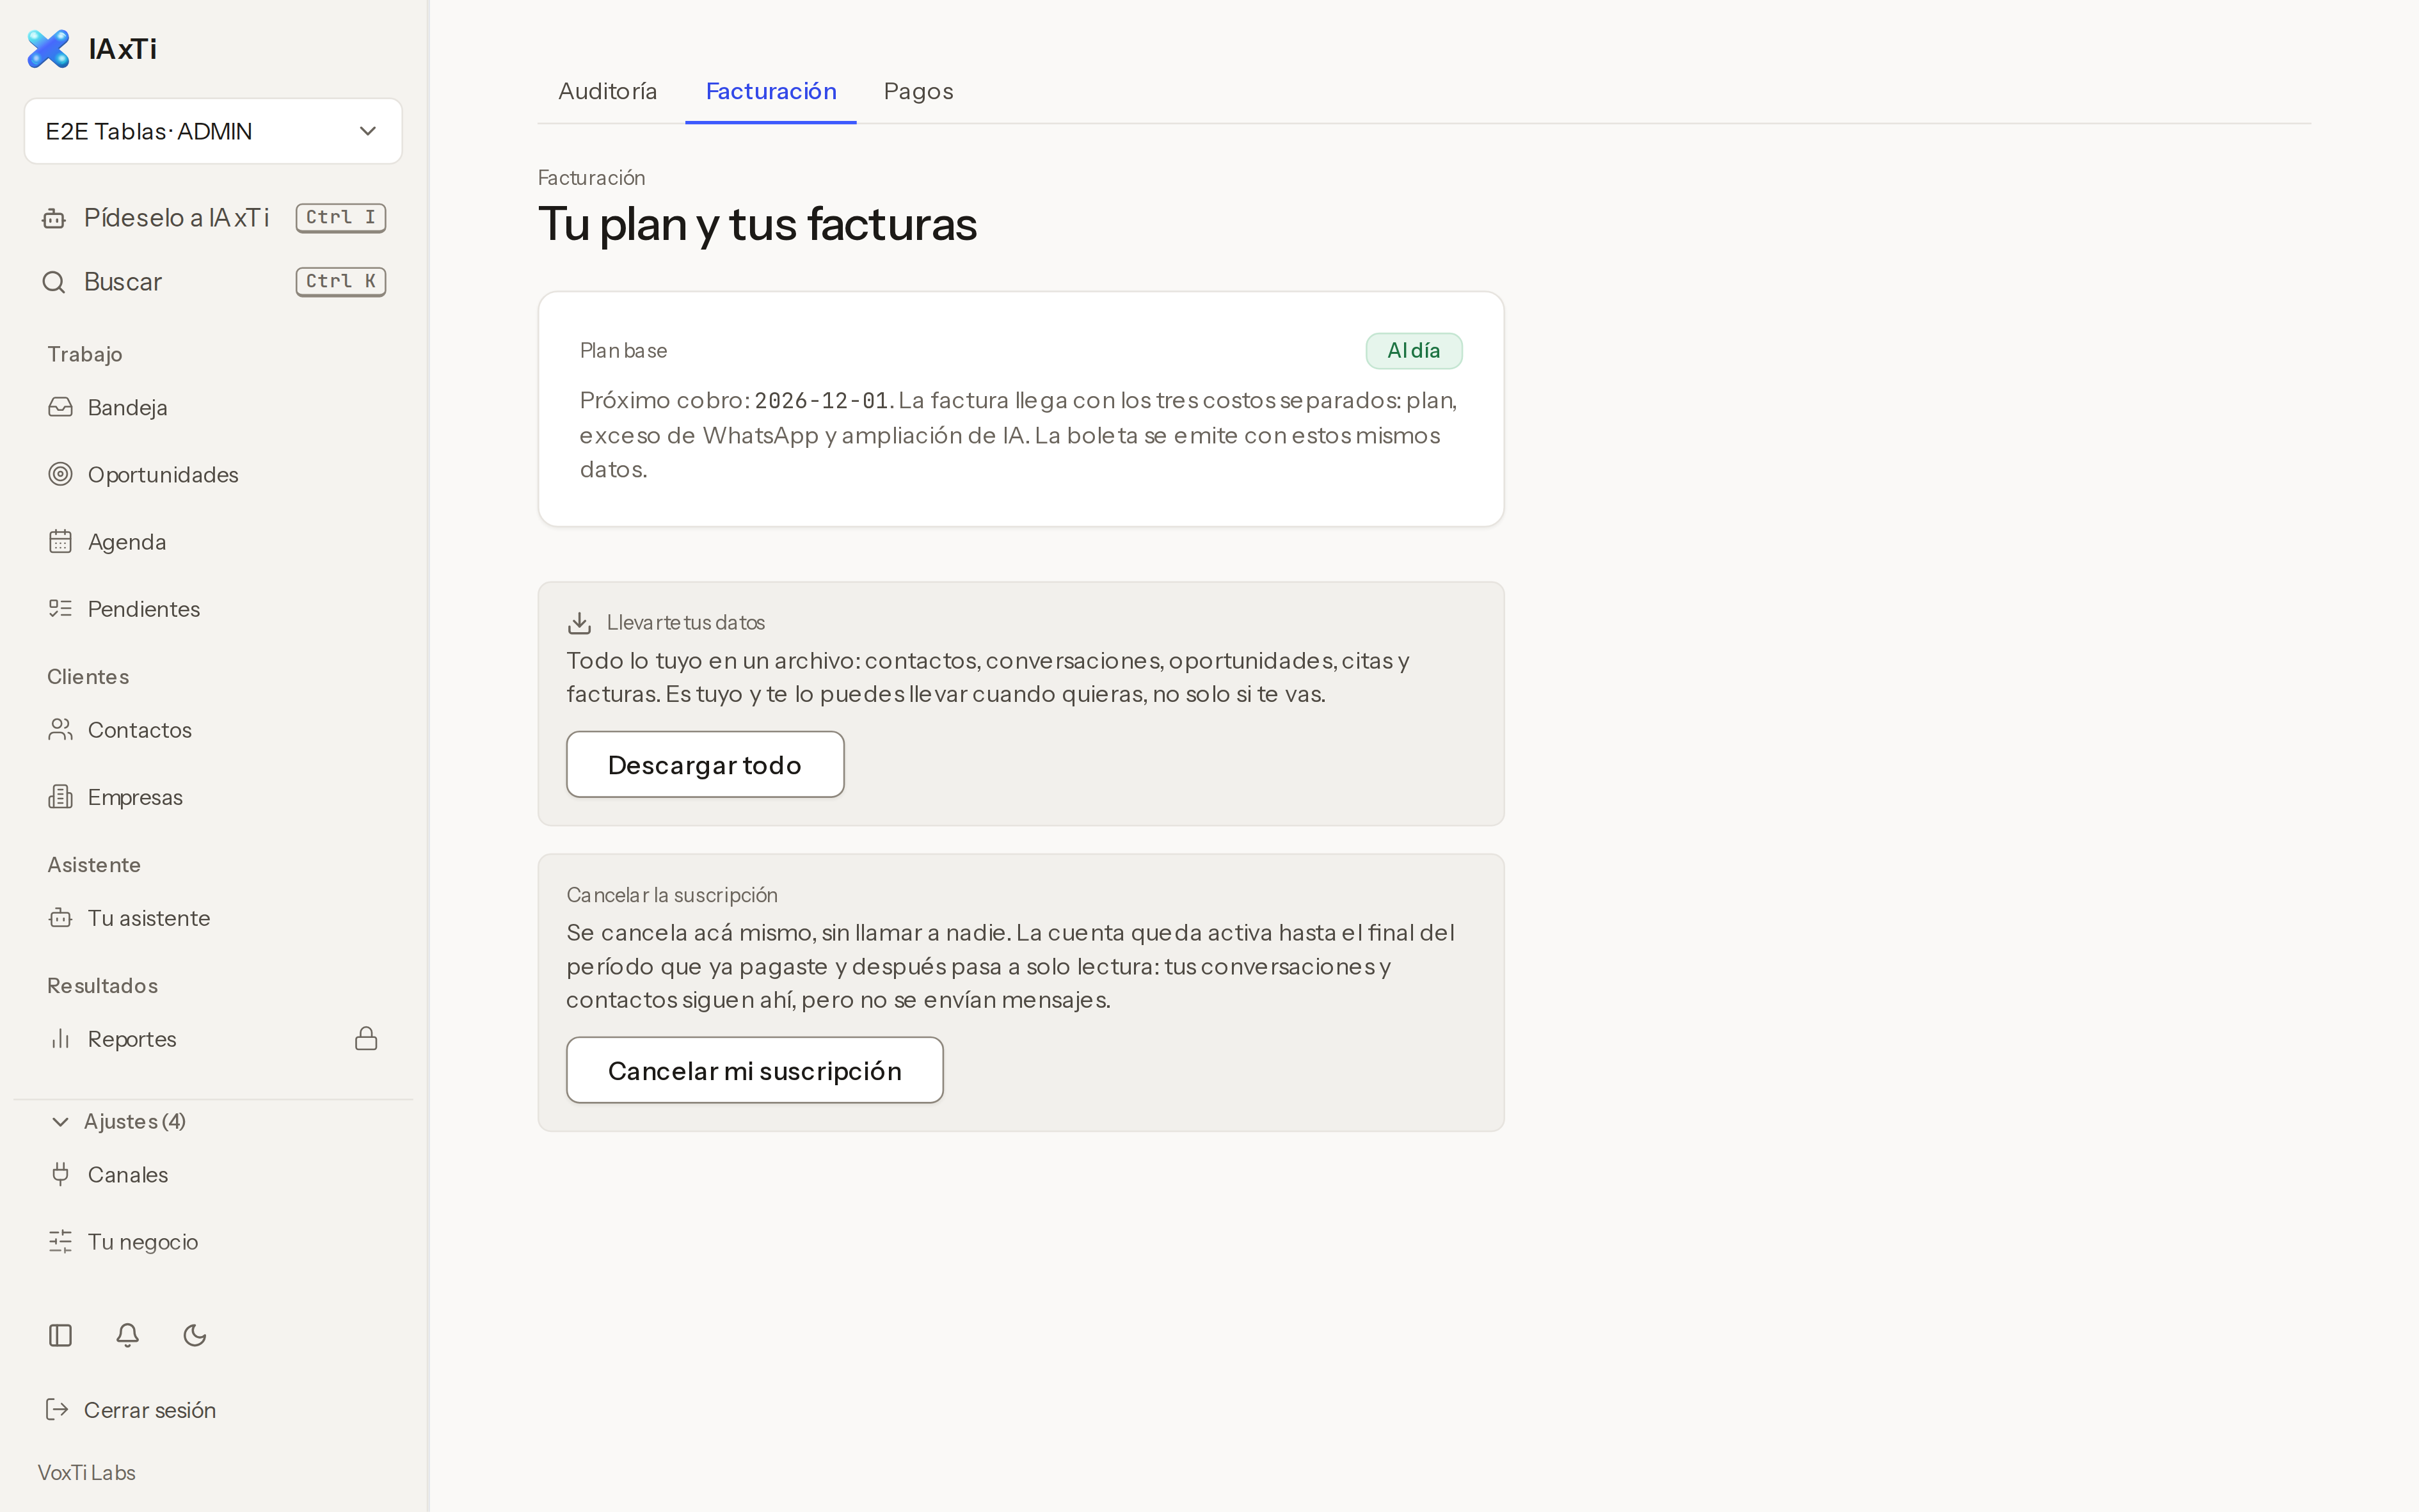 IAxTi
E2E Tablas · ADMIN
Pídeselo a IAxTi
Ctrl I
Buscar
Ctrl K
Trabajo
Bandeja
Oportunidades
Agenda
Pendientes
Clientes
Contactos
Empresas
Asistente
Tu asistente
Resultados
Reportes
Ajustes (4)
Canales
Tu negocio
Cerrar sesión
VoxTi Labs
Auditoría
Facturación
Pagos
Facturación
Tu plan y tus facturas
Plan base
Al día
Próximo cobro: 2026-12-01. La factura llega con los tres costos separados: plan,
exceso de WhatsApp y ampliación de IA. La boleta se emite con estos mismos
datos.
Llevarte tus datos
Todo lo tuyo en un archivo: contactos, conversaciones, oportunidades, citas y
facturas. Es tuyo y te lo puedes llevar cuando quieras, no solo si te vas.
Descargar todo
Cancelar la suscripción
Se cancela acá mismo, sin llamar a nadie. La cuenta queda activa hasta el final del
período que ya pagaste y después pasa a solo lectura: tus conversaciones y
contactos siguen ahí, pero no se envían mensajes.
Cancelar mi suscripción